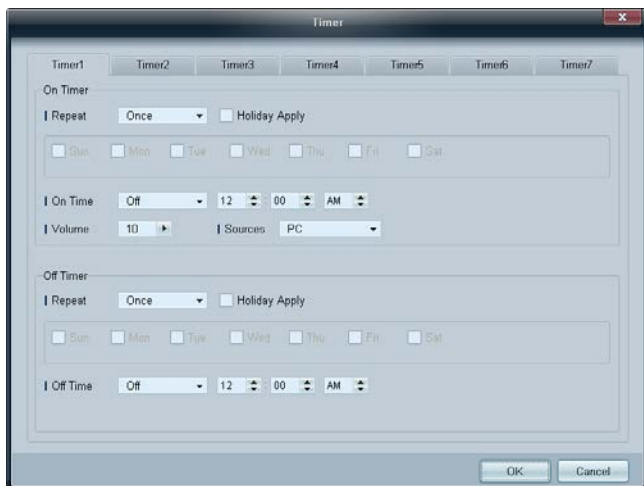 Timer
x
Timer1 Timer2 Timer3 Timer4 Timer5 Timer6 Timer7
On Timer
Repeat Once Holiday Apply
Sun Mon Tue Wed Thu Fri Sat
On Time Off 12 00 AM
Volume 10 Sources PC
Off Timer
Repeat Once Holiday Apply
Sun Mon Tue Wed Thu Fri Sat
Off Time Off 12 00 AM
OK Cancel